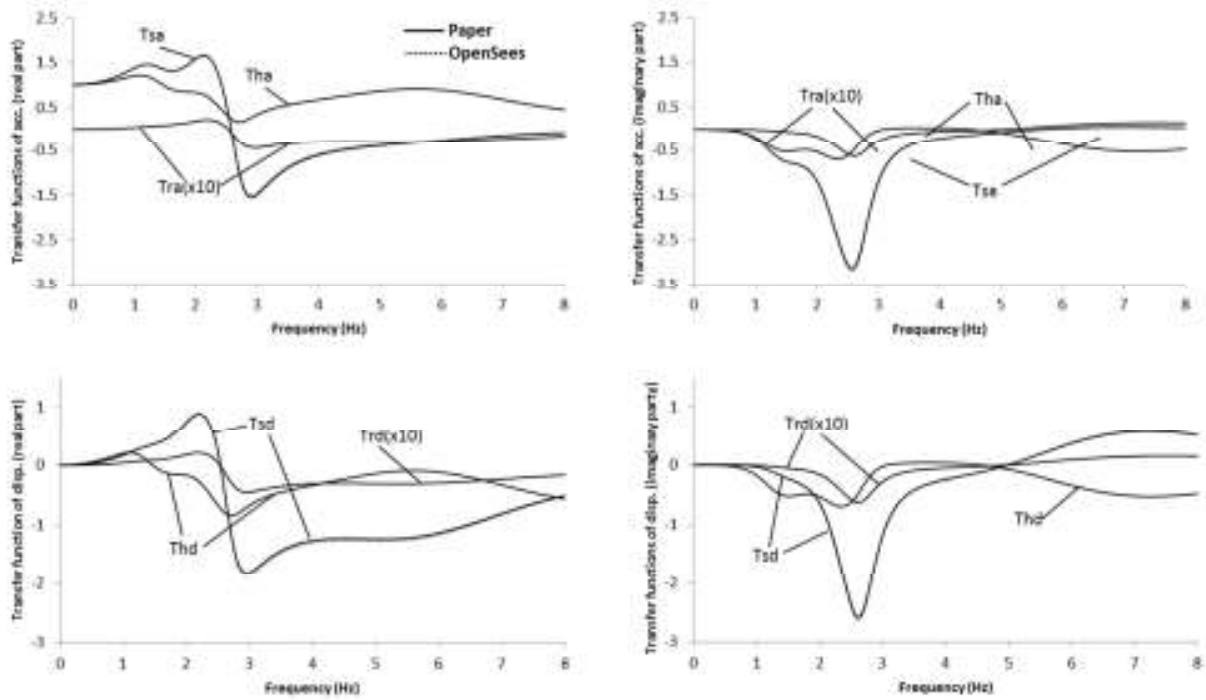 Transfer functions of acc. (real part)
2.5
1.5
0.5
-0.5
-1.5
-2.5
-3.5
Tsa
Tha
Tra(x10)
Paper
OpenSees
0 1 2 3 4 5 6 7 8
Frequency (Hz)
Transfer functions of acc. (Imaginary part)
2.5
1.5
0.5
-0.5
-1.5
-2.5
-3.5
Tra(x10)
Tha
Tsa
0 1 2 3 4 5 6 7 8
Frequency (Hz)
Transfer function of disp. (real part)
1
0
-1
-2
-3
Tsd
Trd(x10)
Thd
0 1 2 3 4 5 6 7 8
Frequency (Hz)
Transfer functions of disp. (Imaginary party)
1
0
-1
-2
-3
Trd(x10)
Thd
Tsd
0 1 2 3 4 5 6 7 8
Frequency (Hz)